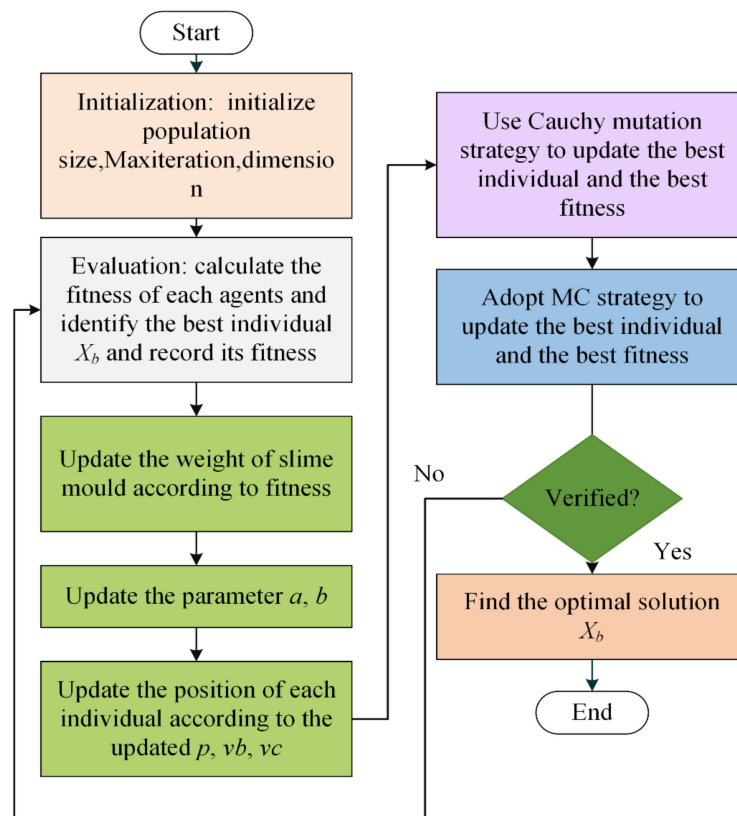 Start
Initialization:  initialize
population
size,Maxiteration,dimensio
n
Evaluation: calculate the
fitness of each agents and
identify the best individual
X_b and record its fitness
Update the weight of slime
mould according to fitness
Update the parameter a, b
Update the position of each
individual according to the
updated p, vb, vc
Use Cauchy mutation
strategy to update the best
individual and the best
fitness
Adopt MC strategy to
update the best individual
and the best fitness
No
Verified?
Yes
Find the optimal solution
X_b
End